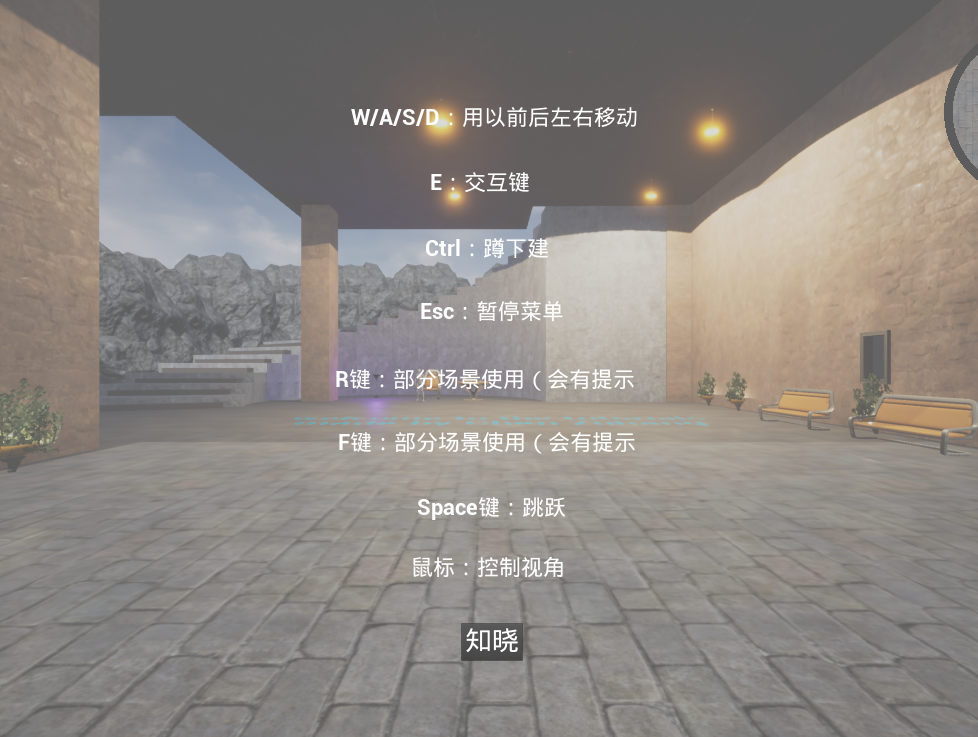 W/A/S/D：用以前后左右移动
E：交互键
Ctrl：蹲下建
Esc：暂停菜单
R键：部分场景使用（会有提示
F键：部分场景使用（会有提示
Space键：跳跃
鼠标：控制视角
知晓